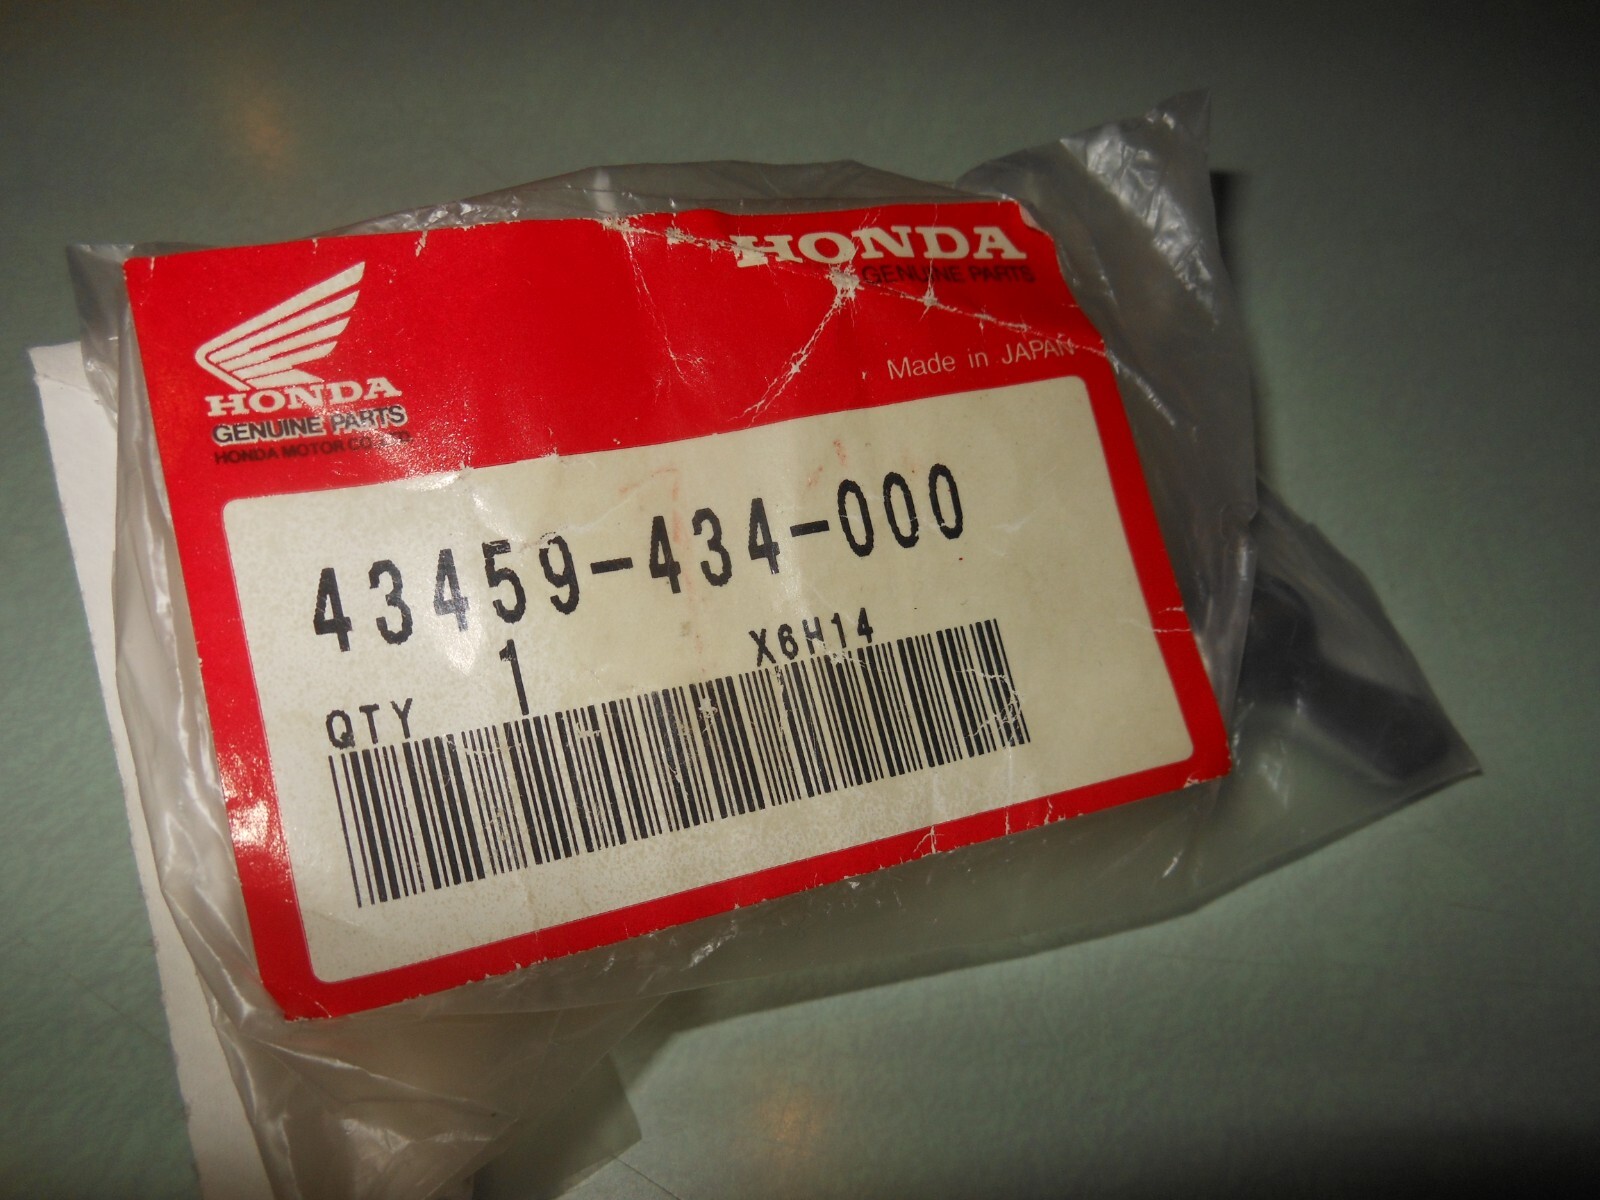 HONDA
GENUINE PARTS
Made in JAPAN
HONDA
GENUINE PARTS
HONDA MOTOR CO., LTD.
43459-434-000
QTY 1 X6H14